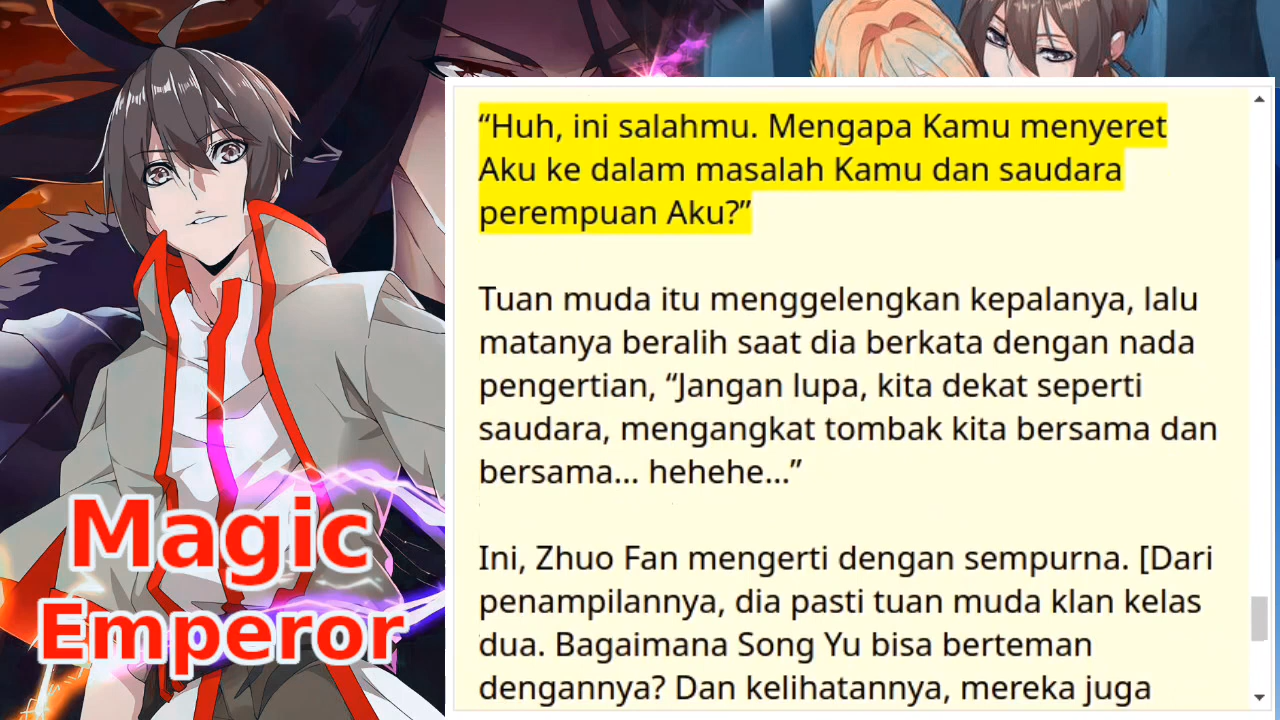 Magic
Emperor
“Huh, ini salahmu. Mengapa Kamu menyeret
Aku ke dalam masalah Kamu dan saudara
perempuan Aku?”
Tuan muda itu menggelengkan kepalanya, lalu
matanya beralih saat dia berkata dengan nada
pengertian, “Jangan lupa, kita dekat seperti
saudara, mengangkat tombak kita bersama dan
bersama... hehehe...”
Ini, Zhuo Fan mengerti dengan sempurna. [Dari
penampilannya, dia pasti tuan muda klan kelas
dua. Bagaimana Song Yu bisa berteman
dengannya? Dan kelihatannya, mereka juga